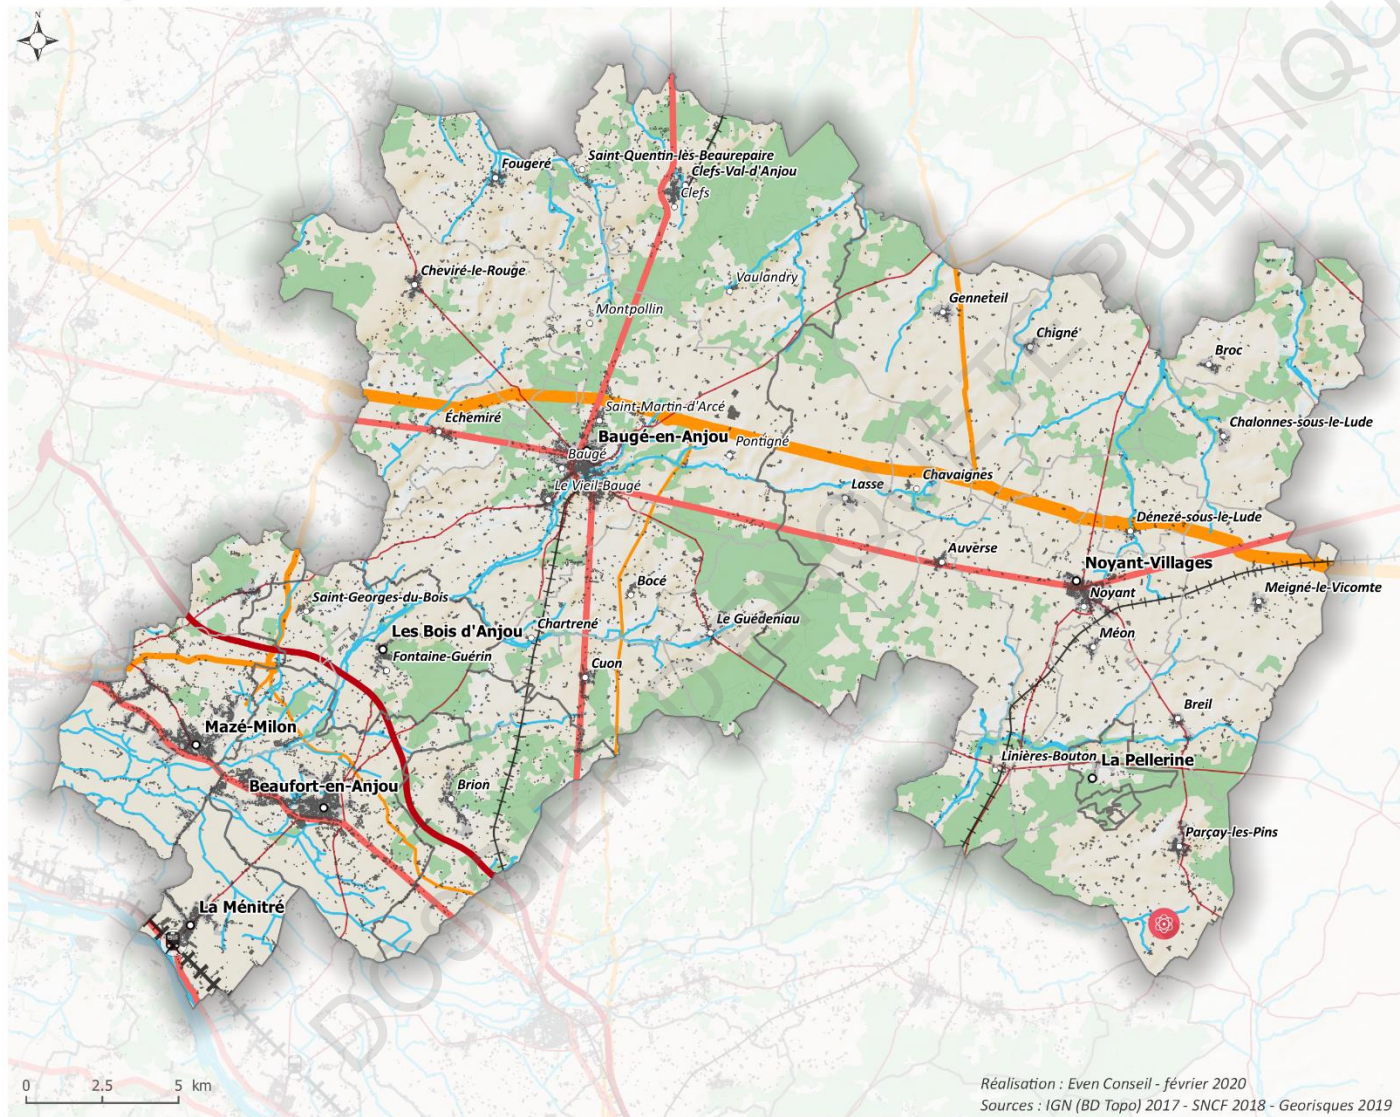 N
DOSSIER D'ENQUETE PUBLIQUE
Saint-Quentin-lès-Beaurepaire
Fougeré
Clefs-Val-d'Anjou
Clefs
Cheviré-le-Rouge
Vaulandry
Genneteil
Montpollin
Chigné
Broc
Saint-Martin-d'Arcé
Échemiré
Chalonnes-sous-le-Lude
Baugé-en-Anjou
Pontigné
Baugé
Chavaignes
Le Vieil-Baugé
Lasse
Dénezé-sous-le-Lude
Auverse
Noyant-Villages
Bocé
Meigné-le-Vicomte
Noyant
Saint-Georges-du-Bois
Le Guédeniau
Chartrené
Les Bois d'Anjou
Méon
Fontaine-Guérin
Cuon
Breil
Mazé-Milon
Linières-Bouton
La Pellerine
Beaufort-en-Anjou
Brion
Parçay-les-Pins
La Ménitré
0 2.5 5 km
Réalisation : Even Conseil - février 2020
Sources : IGN (BD Topo) 2017 - SNCF 2018 - Georisques 2019